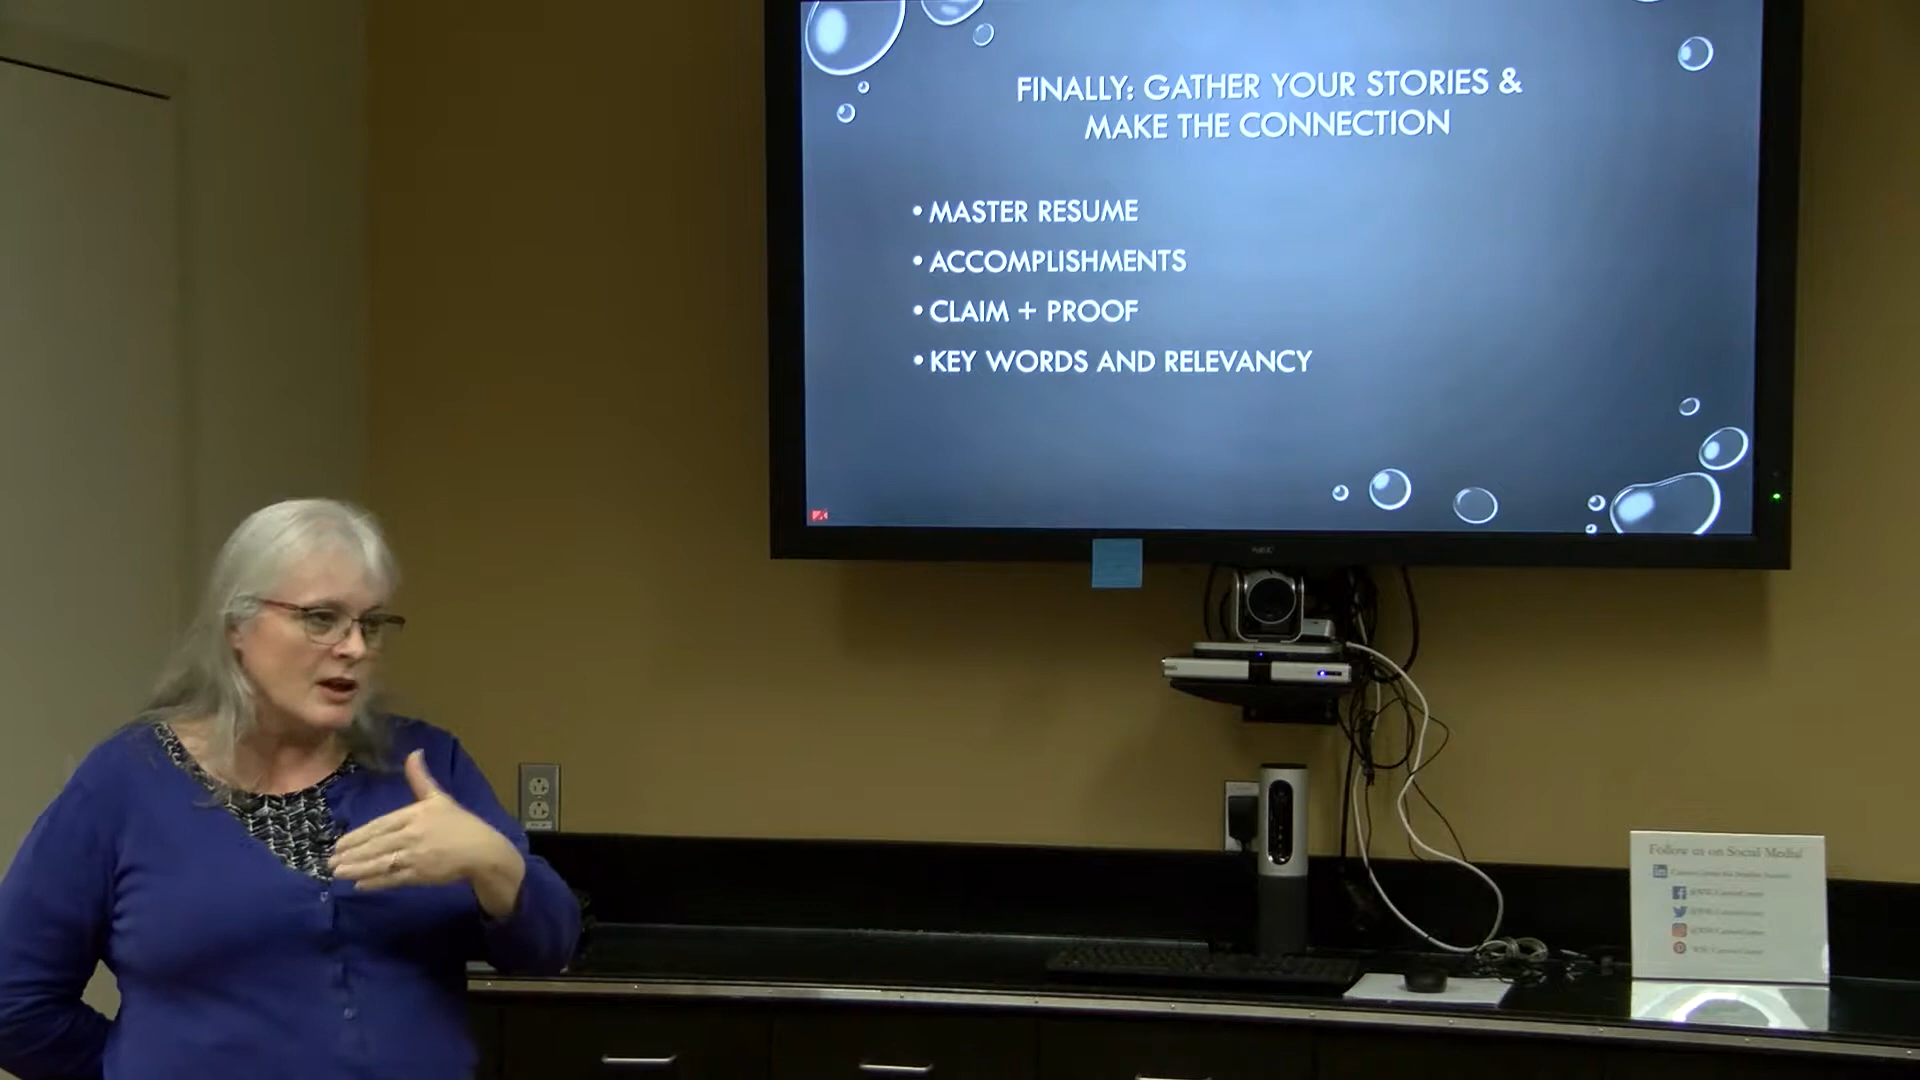 FINALLY: GATHER YOUR STORIES &
MAKE THE CONNECTION
• MASTER RESUME
• ACCOMPLISHMENTS
• CLAIM + PROOF
• KEY WORDS AND RELEVANCY
NEC
Follow us on Social Media!